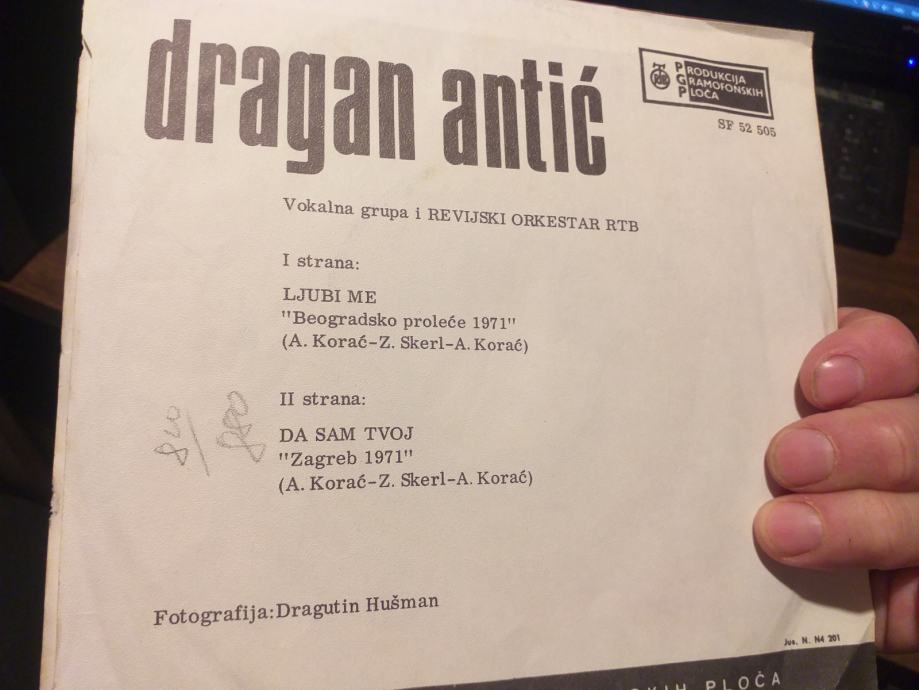 dragan antić
PRODUKCIJA
GRAMOFONSKIH
PLOČA
SF 52 505
Vokalna grupa i REVIJSKI ORKESTAR RTB
I strana:
LJUBI ME
"Beogradsko proleće 1971"
(A. Korać-Z. Skerl-A. Korać)
II strana:
DA SAM TVOJ
"Zagreb 1971"
(A. Korać-Z. Skerl-A. Korać)
Fotografija:Dragutin Hušman
Jus. N. N4 201
PLOČA